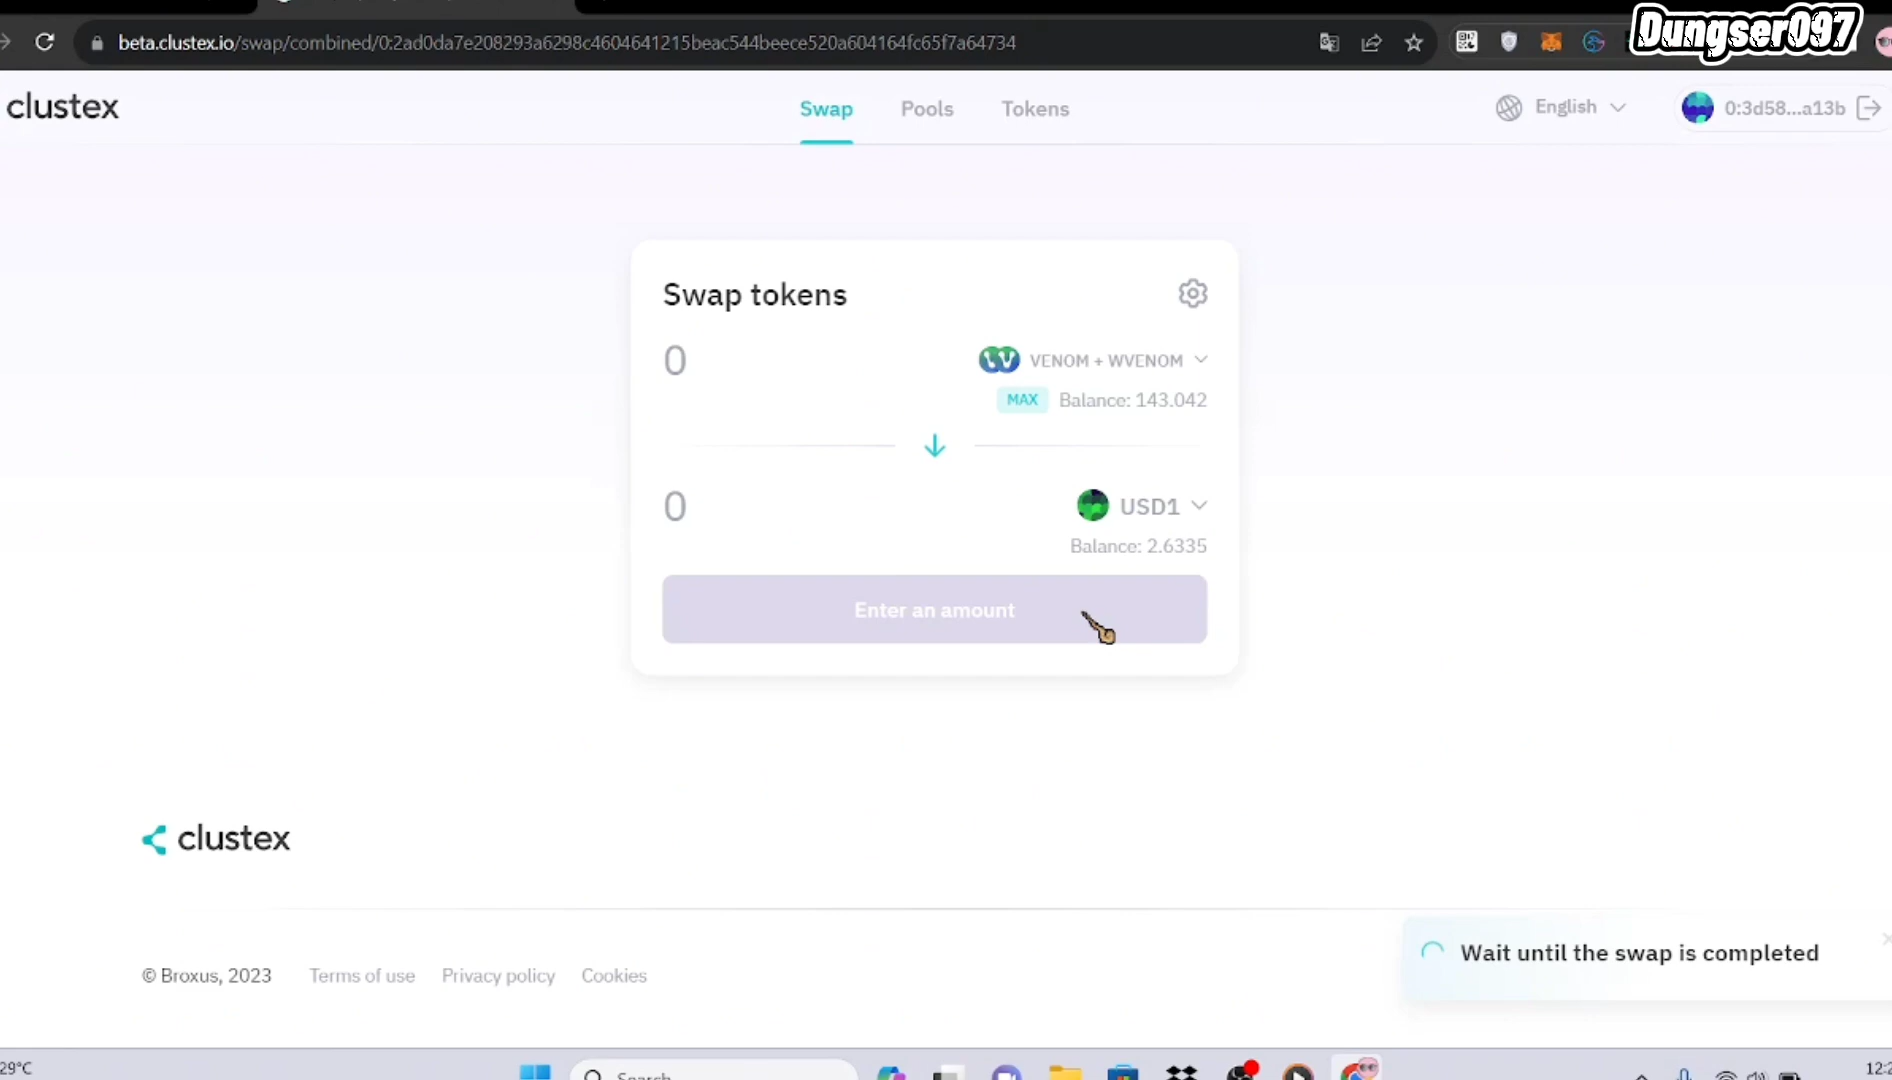 Dungser097
beta.clustex.io/swap/combined/0:2ad0da7e208293a6298c4604641215beac544beece520a604164fc65f7a64734
clustex
Swap
Pools
Tokens
English
0:3d58...a13b
Swap tokens
0
VENOM + WVENOM
MAX
Balance: 143.042
0
USD1
Balance: 2.6335
Enter an amount
clustex
Wait until the swap is completed
© Broxus, 2023
Terms of use
Privacy policy
Cookies
29°C
Search